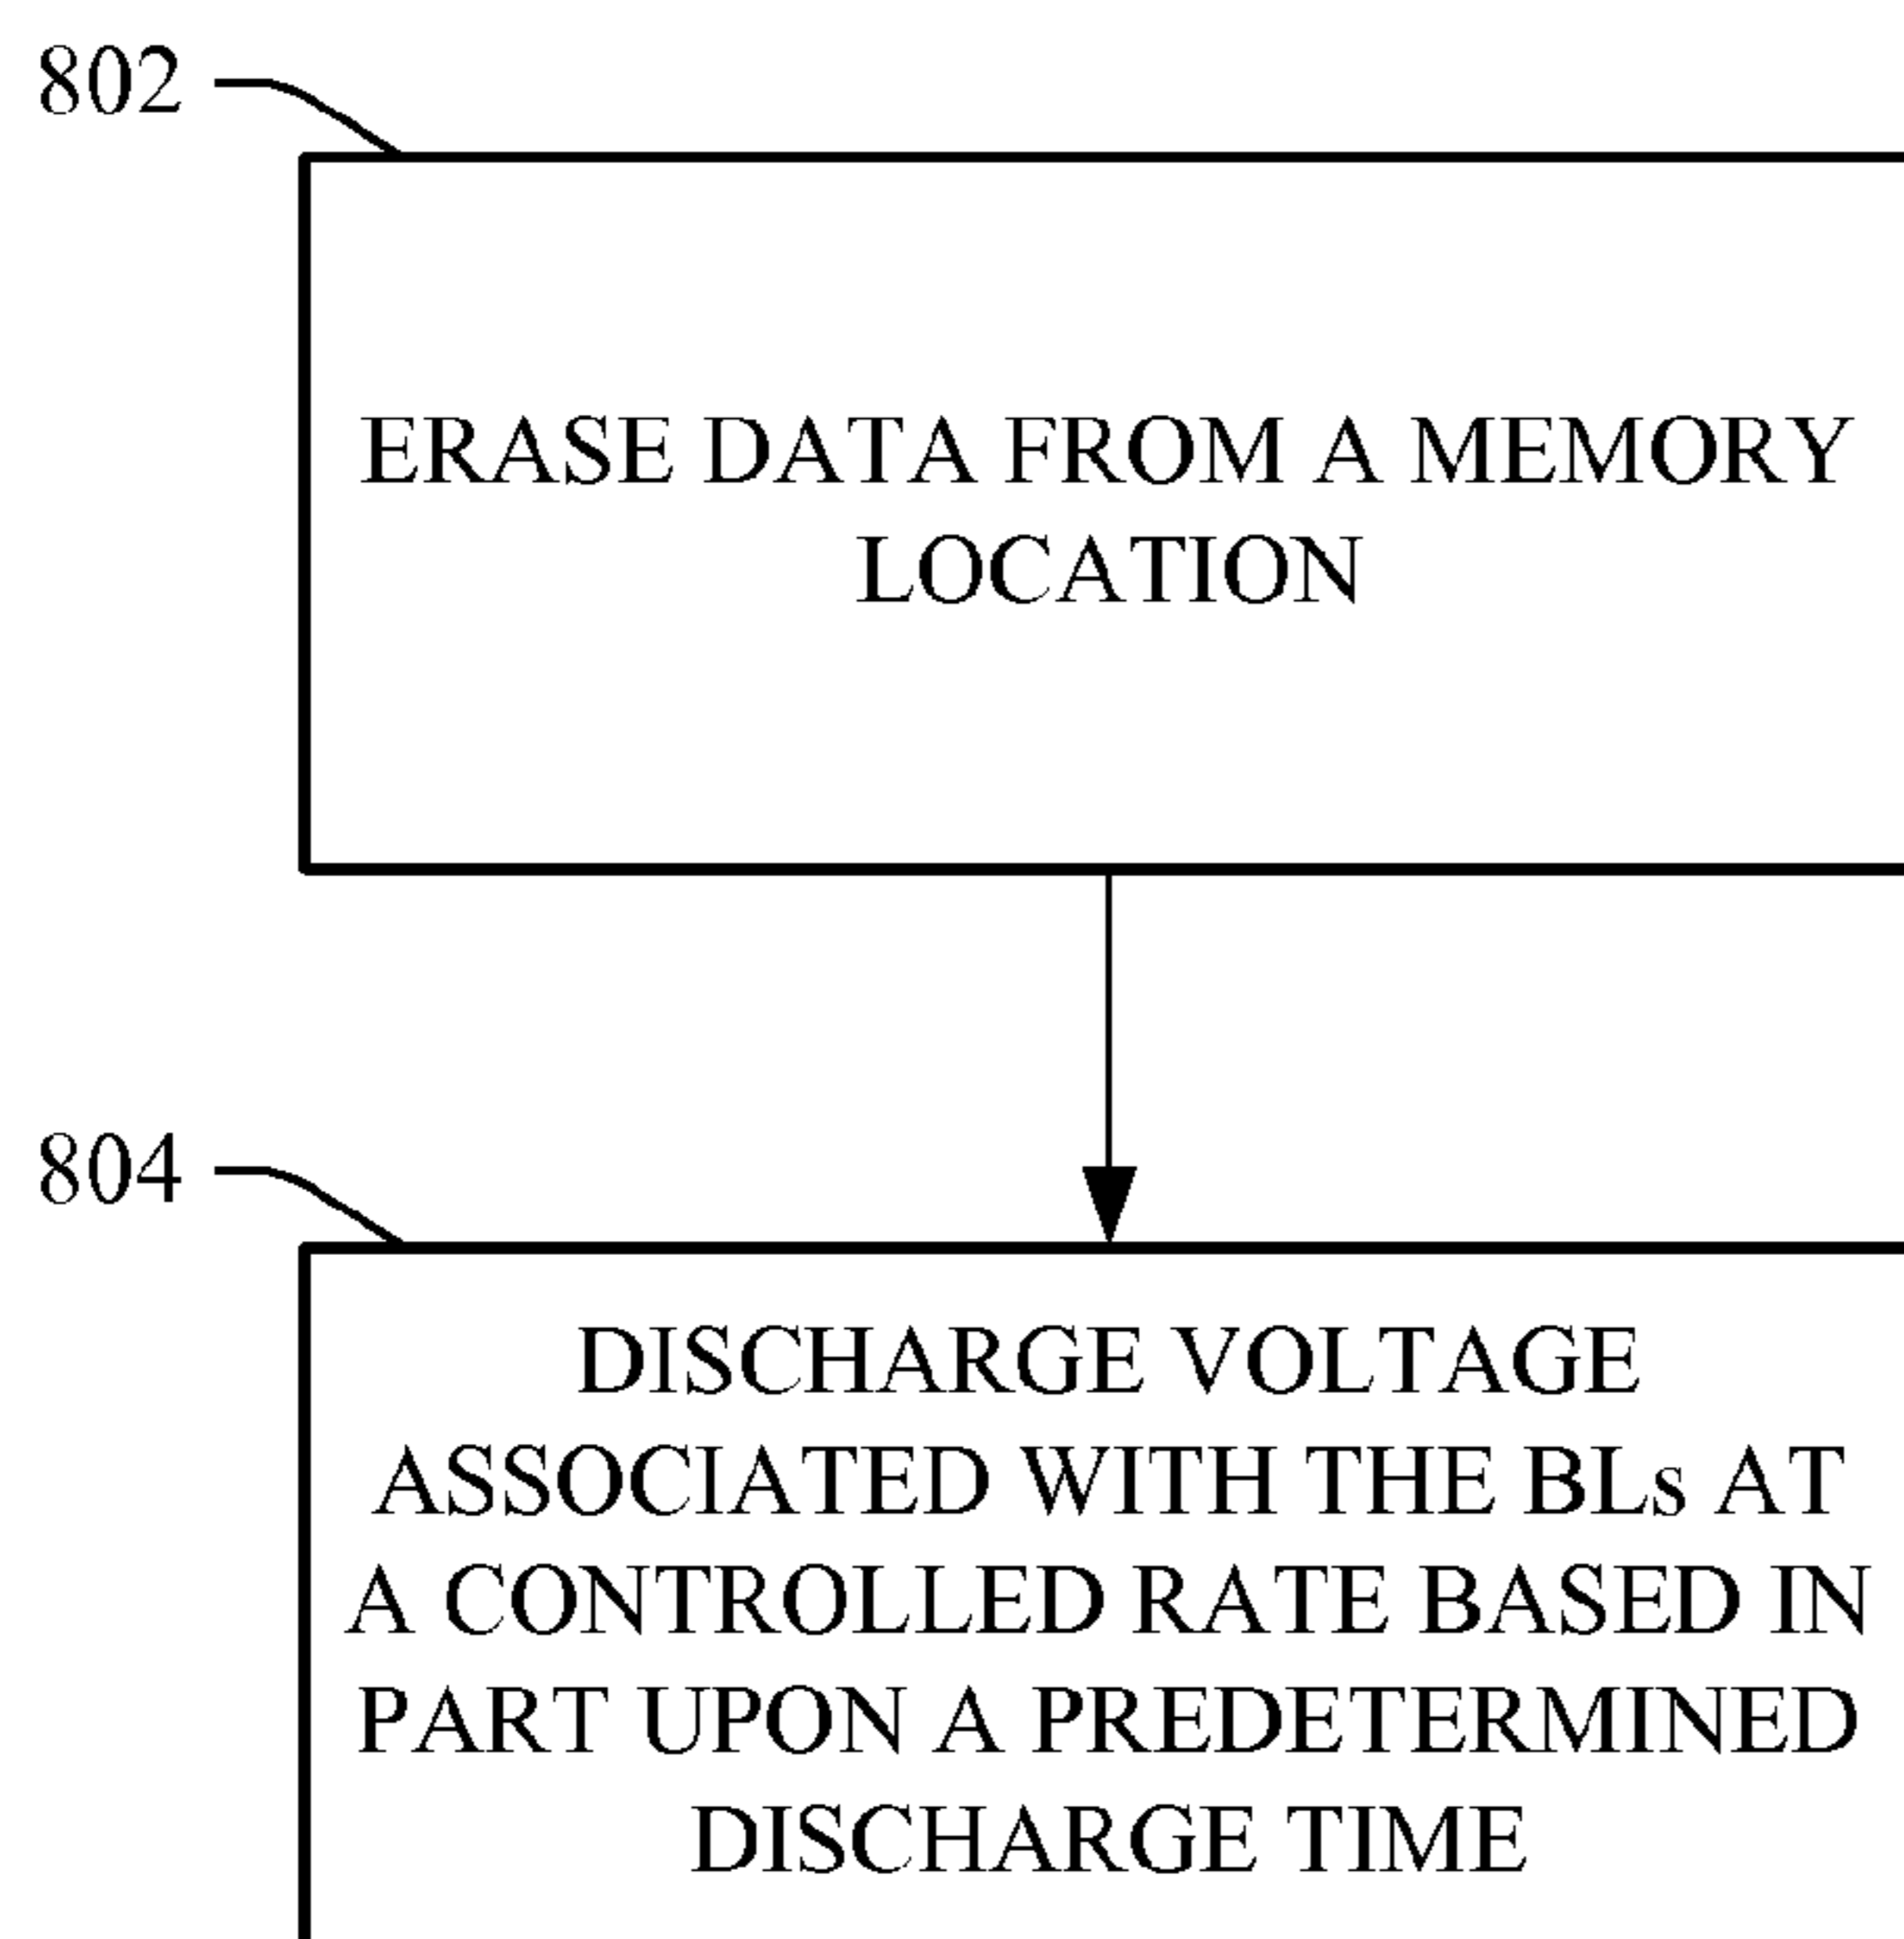 802
ERASE DATA FROM A MEMORY
LOCATION
804
DISCHARGE VOLTAGE
ASSOCIATED WITH THE BLs AT
A CONTROLLED RATE BASED IN
PART UPON A PREDETERMINED
DISCHARGE TIME